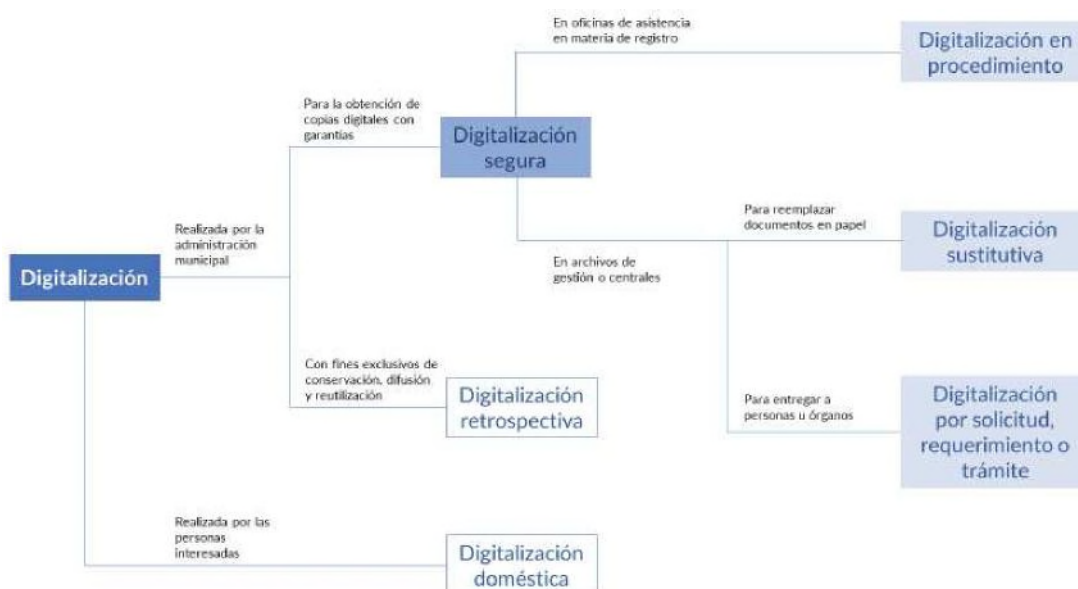 En oficinas de asistencia
en materia de registro
Digitalización en
procedimiento
Para la obtención de
copias digitales con
garantías
Digitalización
segura
Realizada por la
administración
municipal
Para reemplazar
documentos en papel
Digitalización
sustitutiva
Digitalización
En archivos de
gestión o centrales
Con fines exclusivos de
conservación, difusión
y reutilización
Digitalización
retrospectiva
Para entregar a
personas u órganos
Digitalización
por solicitud,
requerimiento o
trámite
Realizada por las
personas
interesadas
Digitalización
doméstica